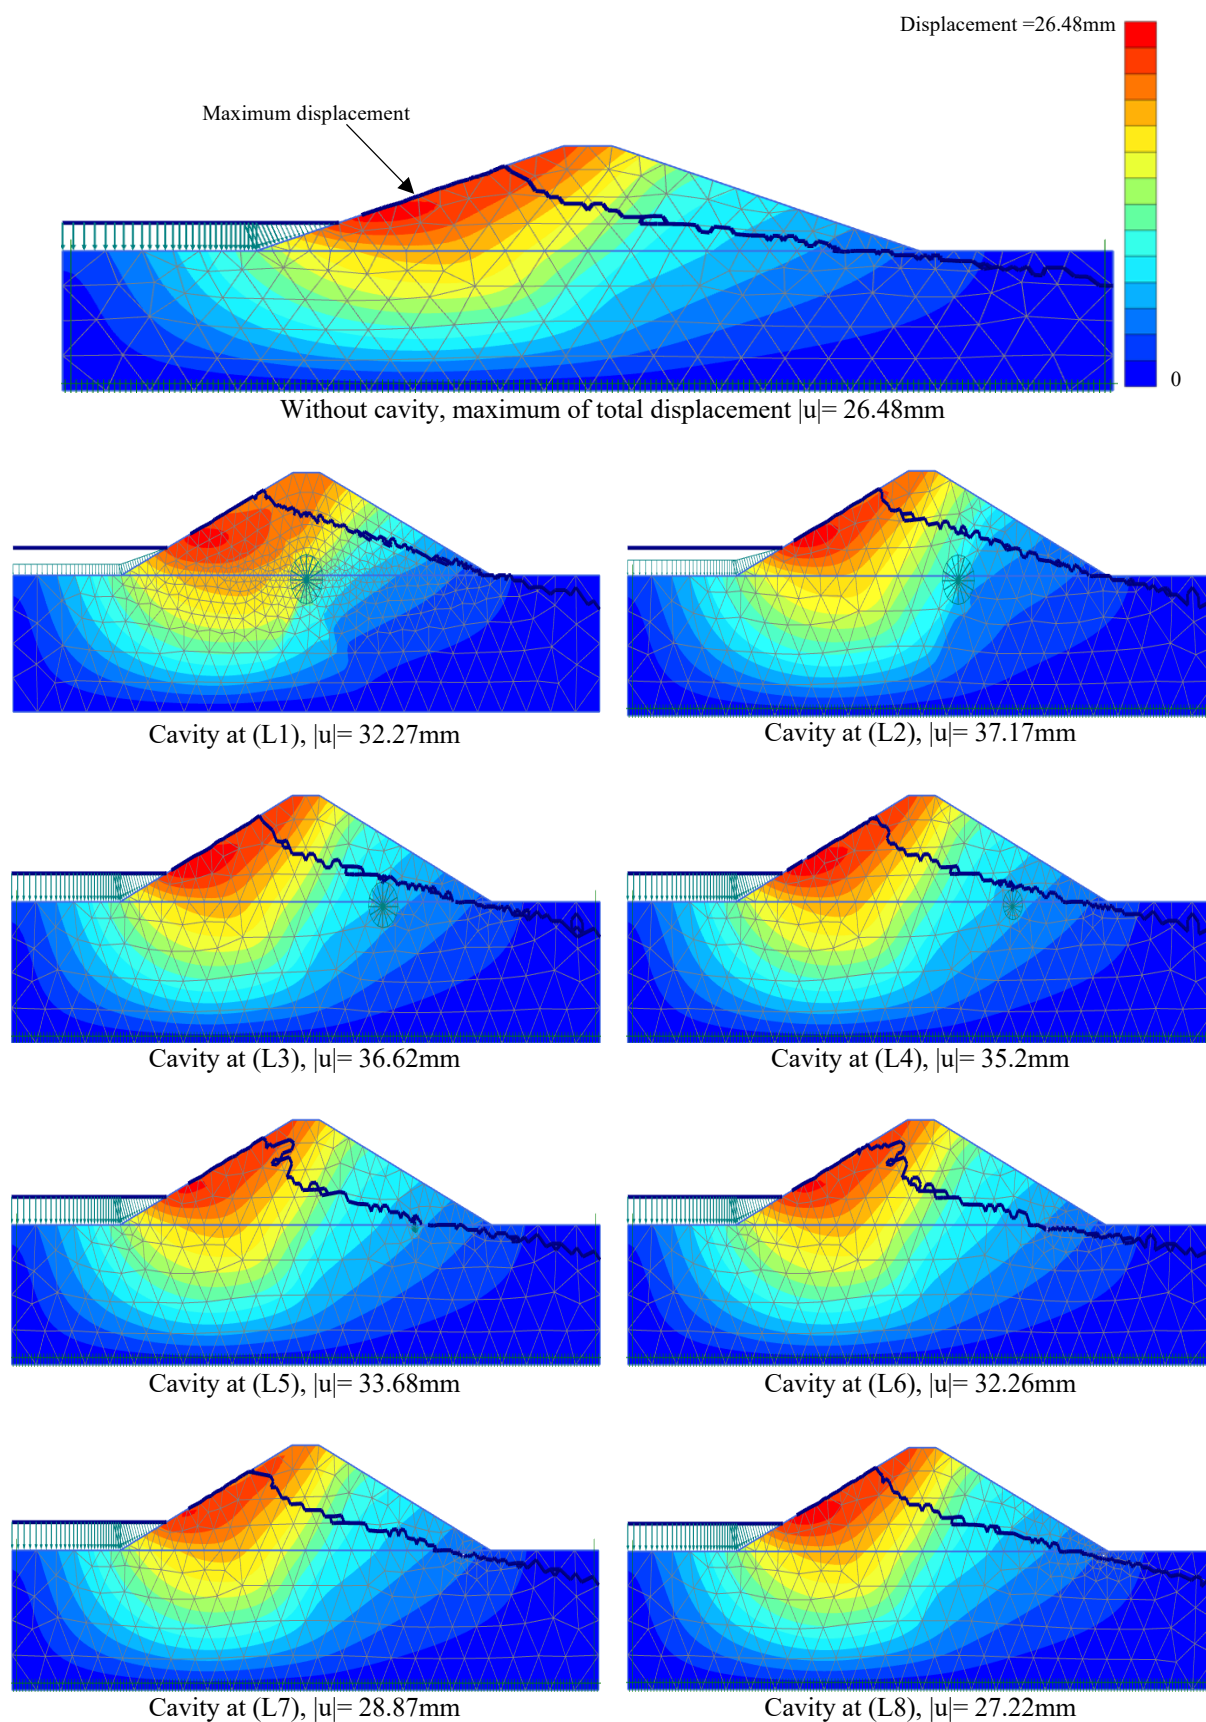 Displacement =26.48mm
Maximum displacement
0
Without cavity, maximum of total displacement |u|= 26.48mm
Cavity at (L1), |u|= 32.27mm
Cavity at (L2), |u|= 37.17mm
Cavity at (L3), |u|= 36.62mm
Cavity at (L4), |u|= 35.2mm
Cavity at (L5), |u|= 33.68mm
Cavity at (L6), |u|= 32.26mm
Cavity at (L7), |u|= 28.87mm
Cavity at (L8), |u|= 27.22mm